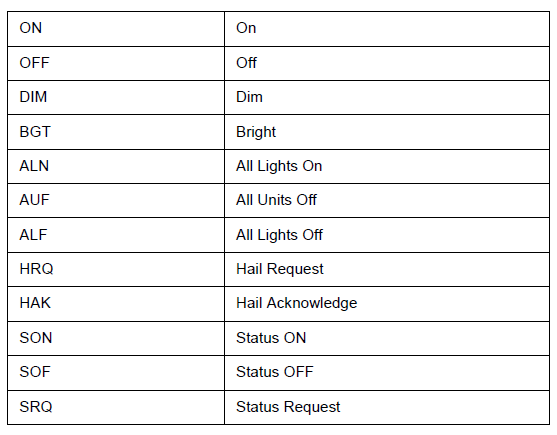 ON On
OFF Off
DIM Dim
BGT Bright
ALN All Lights On
AUF All Units Off
ALF All Lights Off
HRQ Hail Request
HAK Hail Acknowledge
SON Status ON
SOF Status OFF
SRQ Status Request